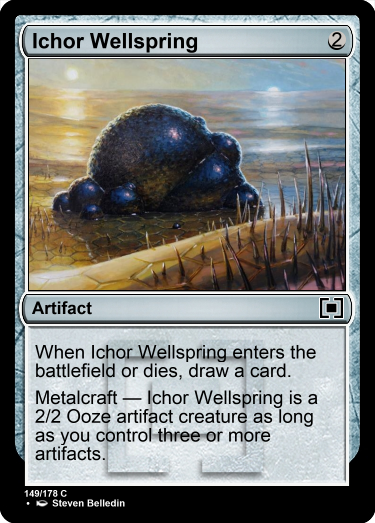 Ichor Wellspring 2
Artifact
When Ichor Wellspring enters the
battlefield or dies, draw a card.
Metalcraft — Ichor Wellspring is a
2/2 Ooze artifact creature as long
as you control three or more
artifacts.
149/178 C
• Steven Belledin